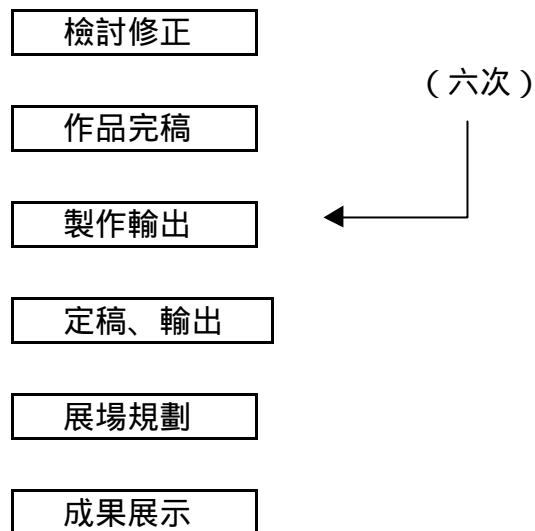 檢討修正
(六次)
作品完稿
製作輸出
定稿、輸出
展場規劃
成果展示